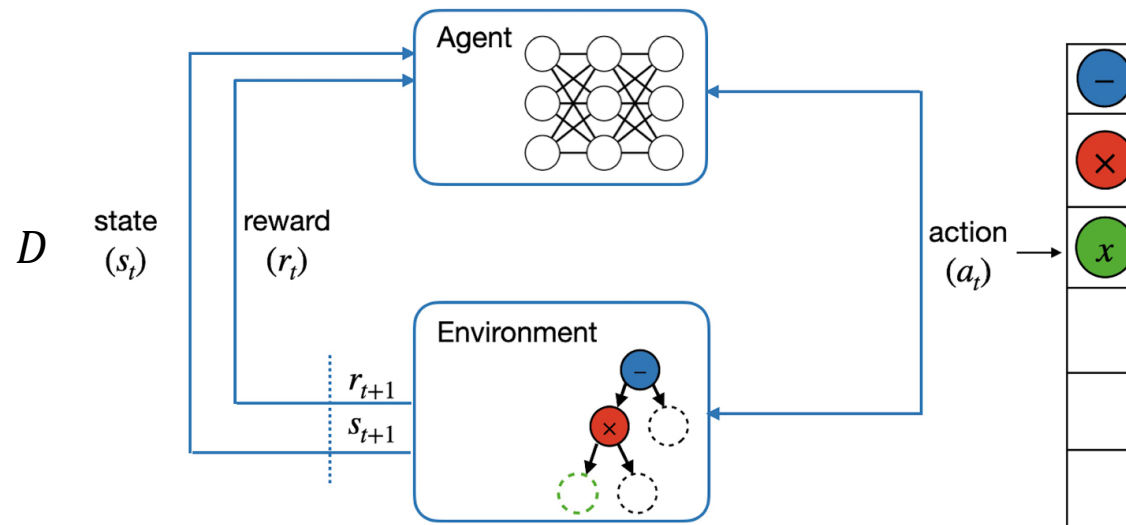 Agent
−
×
state
(s_t)
reward
(r_t)
D
action
(a_t)
x
Environment
r_{t+1}
s_{t+1}
−
×